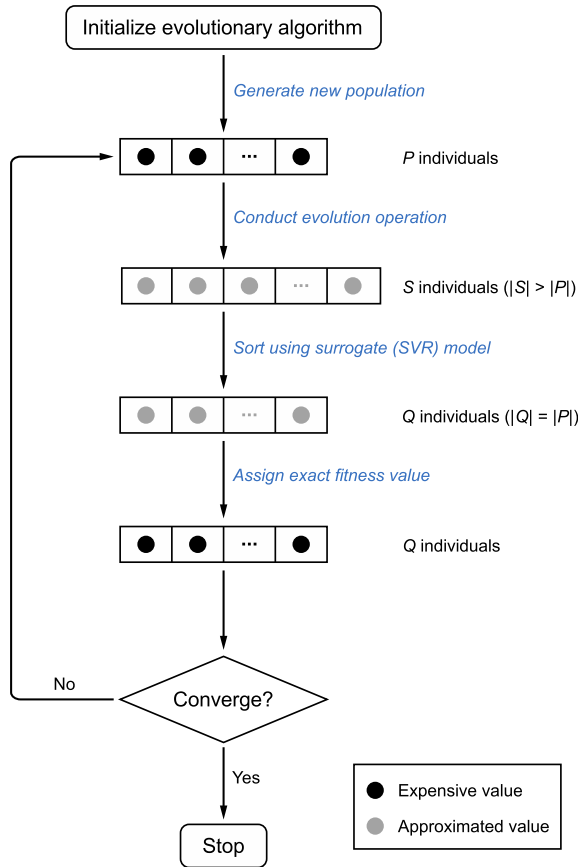 Initialize evolutionary algorithm
Generate new population
...
P individuals
Conduct evolution operation
...
S individuals (|S| > |P|)
Sort using surrogate (SVR) model
...
Q individuals (|Q| = |P|)
Assign exact fitness value
...
Q individuals
Converge?
No
Yes
Stop
Expensive value
Approximated value